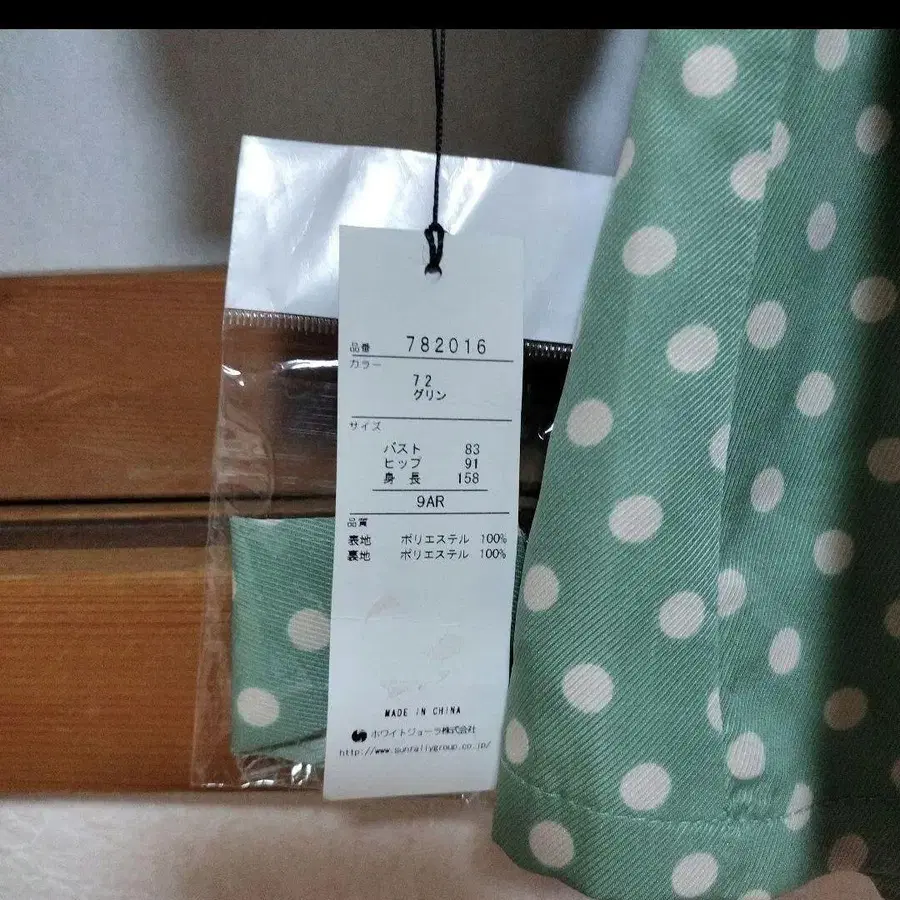 品番 782016
カラー
72
グリン
サイズ
バスト 83
ヒップ 91
身長 158
9AR
品質
表地 ポリエステル 100%
裏地 ポリエステル 100%
MADE IN CHINA
ホワイトジョーラ株式会社
http://www.sunrallygroup.co.jp/